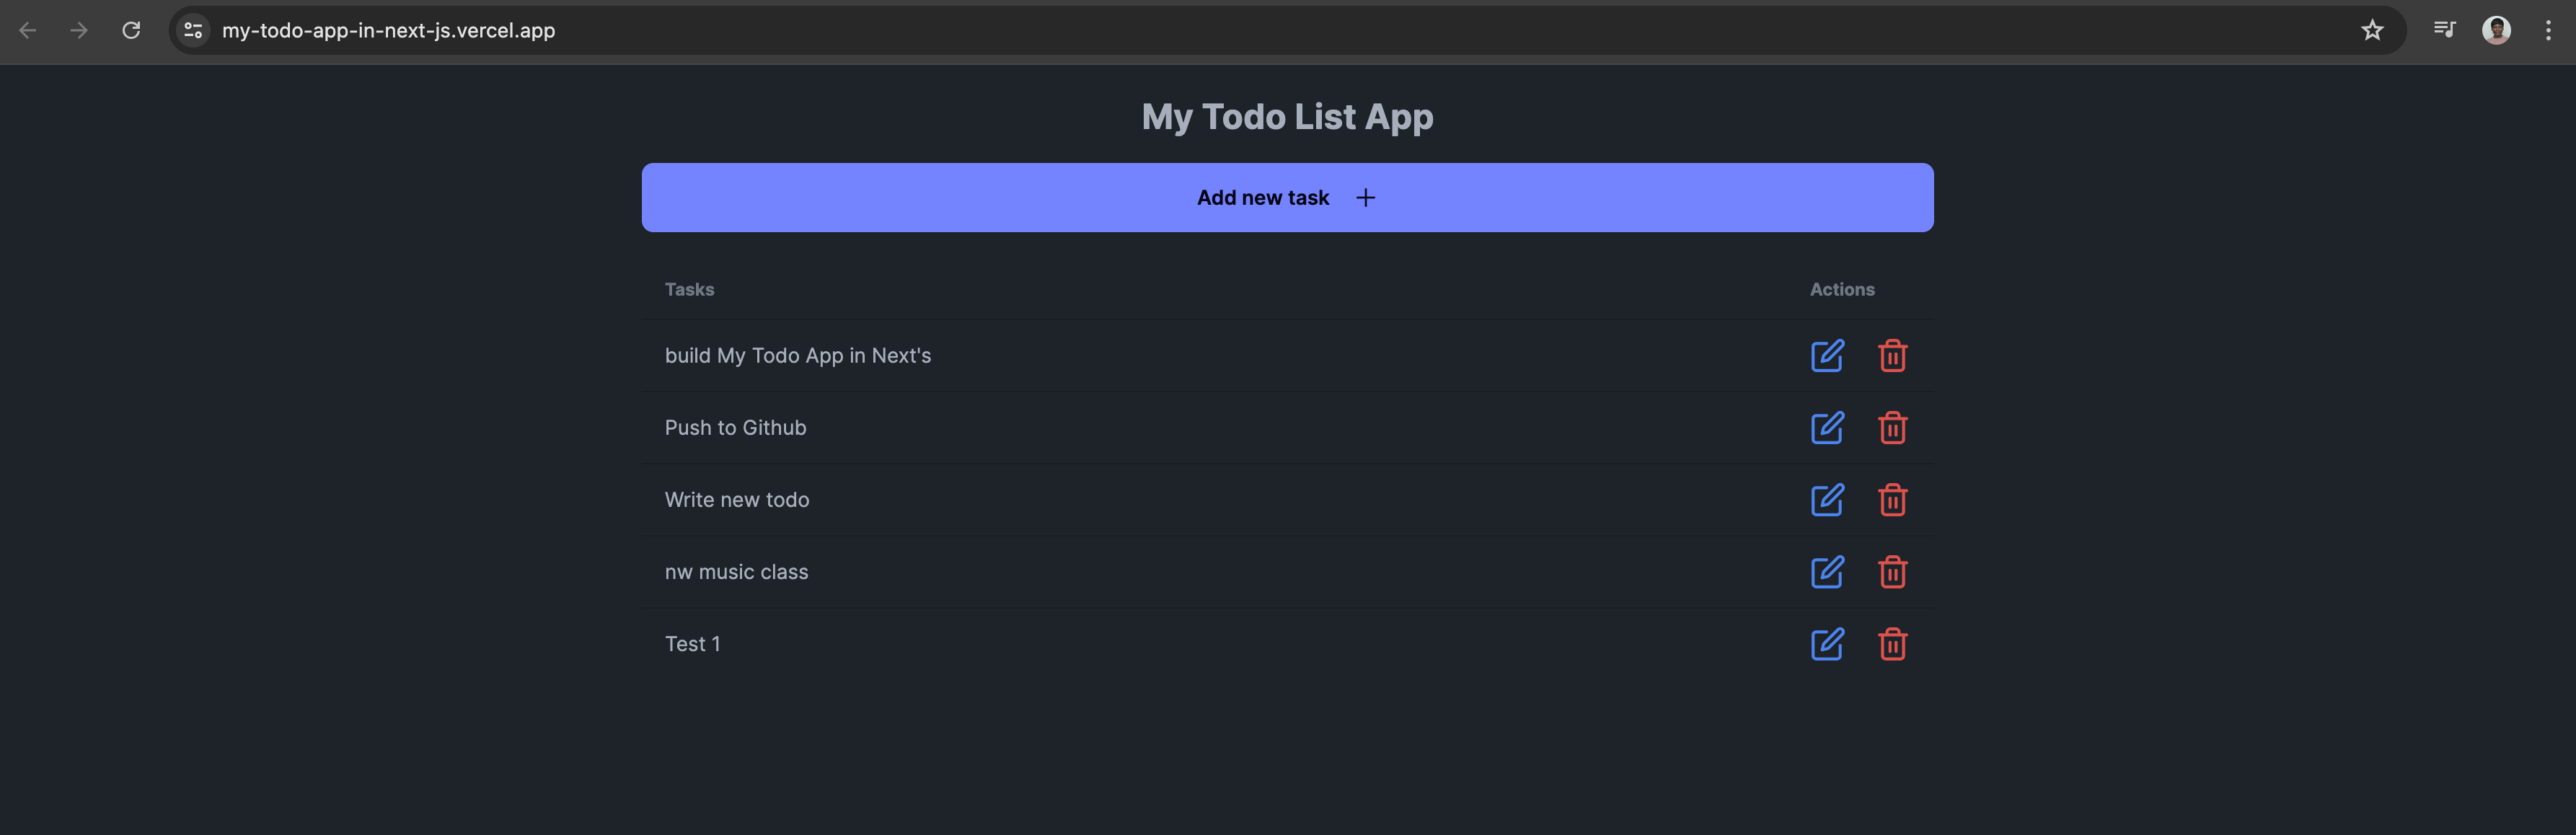 my-todo-app-in-next-js.vercel.app
My Todo List App
Add new task
Tasks Actions
build My Todo App in Next's
Push to Github
Write new todo
nw music class
Test 1